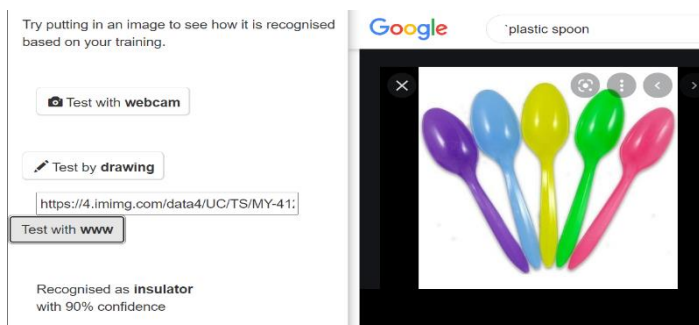 Try putting in an image to see how it is recognised
based on your training.
Test with webcam
Test by drawing
https://4.imimg.com/data4/UC/TS/MY-412
Test with www
Recognised as insulator
with 90% confidence
Google
`plastic spoon